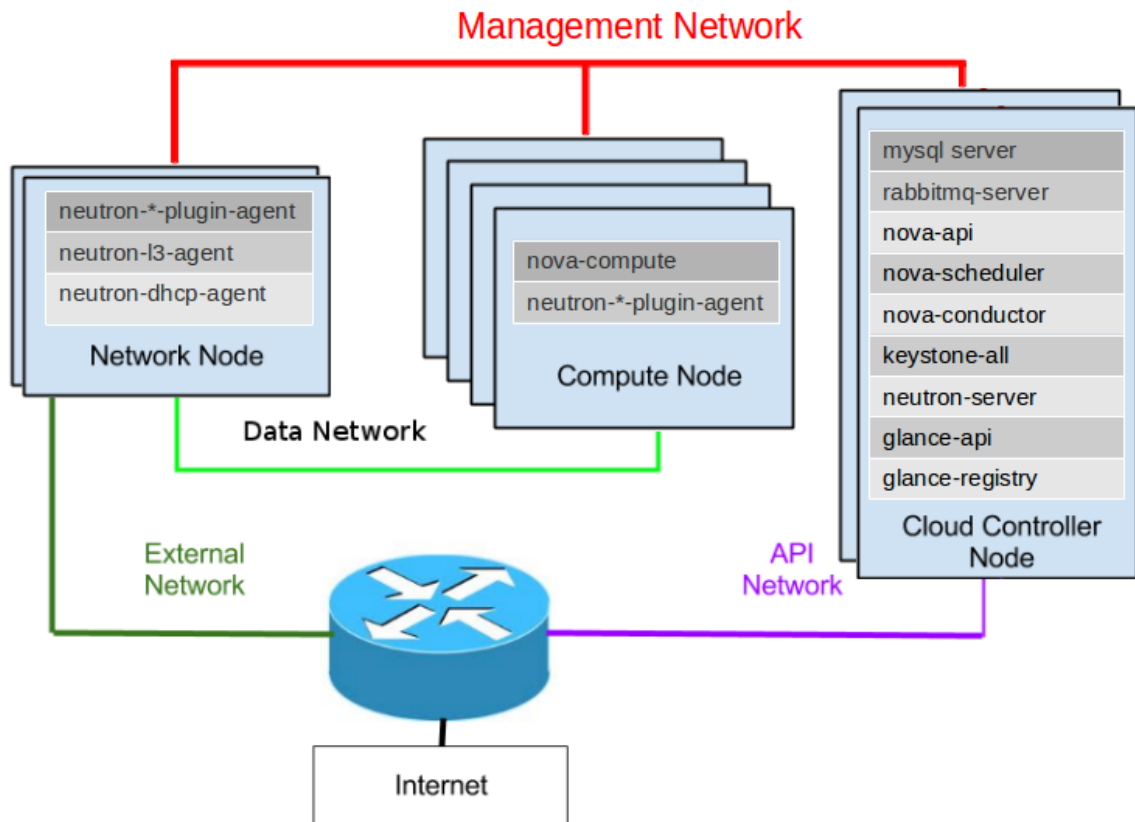 Management Network
neutron-*-plugin-agent
neutron-l3-agent
neutron-dhcp-agent
Network Node
nova-compute
neutron-*-plugin-agent
Compute Node
mysql server
rabbitmq-server
nova-api
nova-scheduler
nova-conductor
keystone-all
neutron-server
glance-api
glance-registry
Cloud Controller
Node
Data Network
External
Network
API
Network
Internet